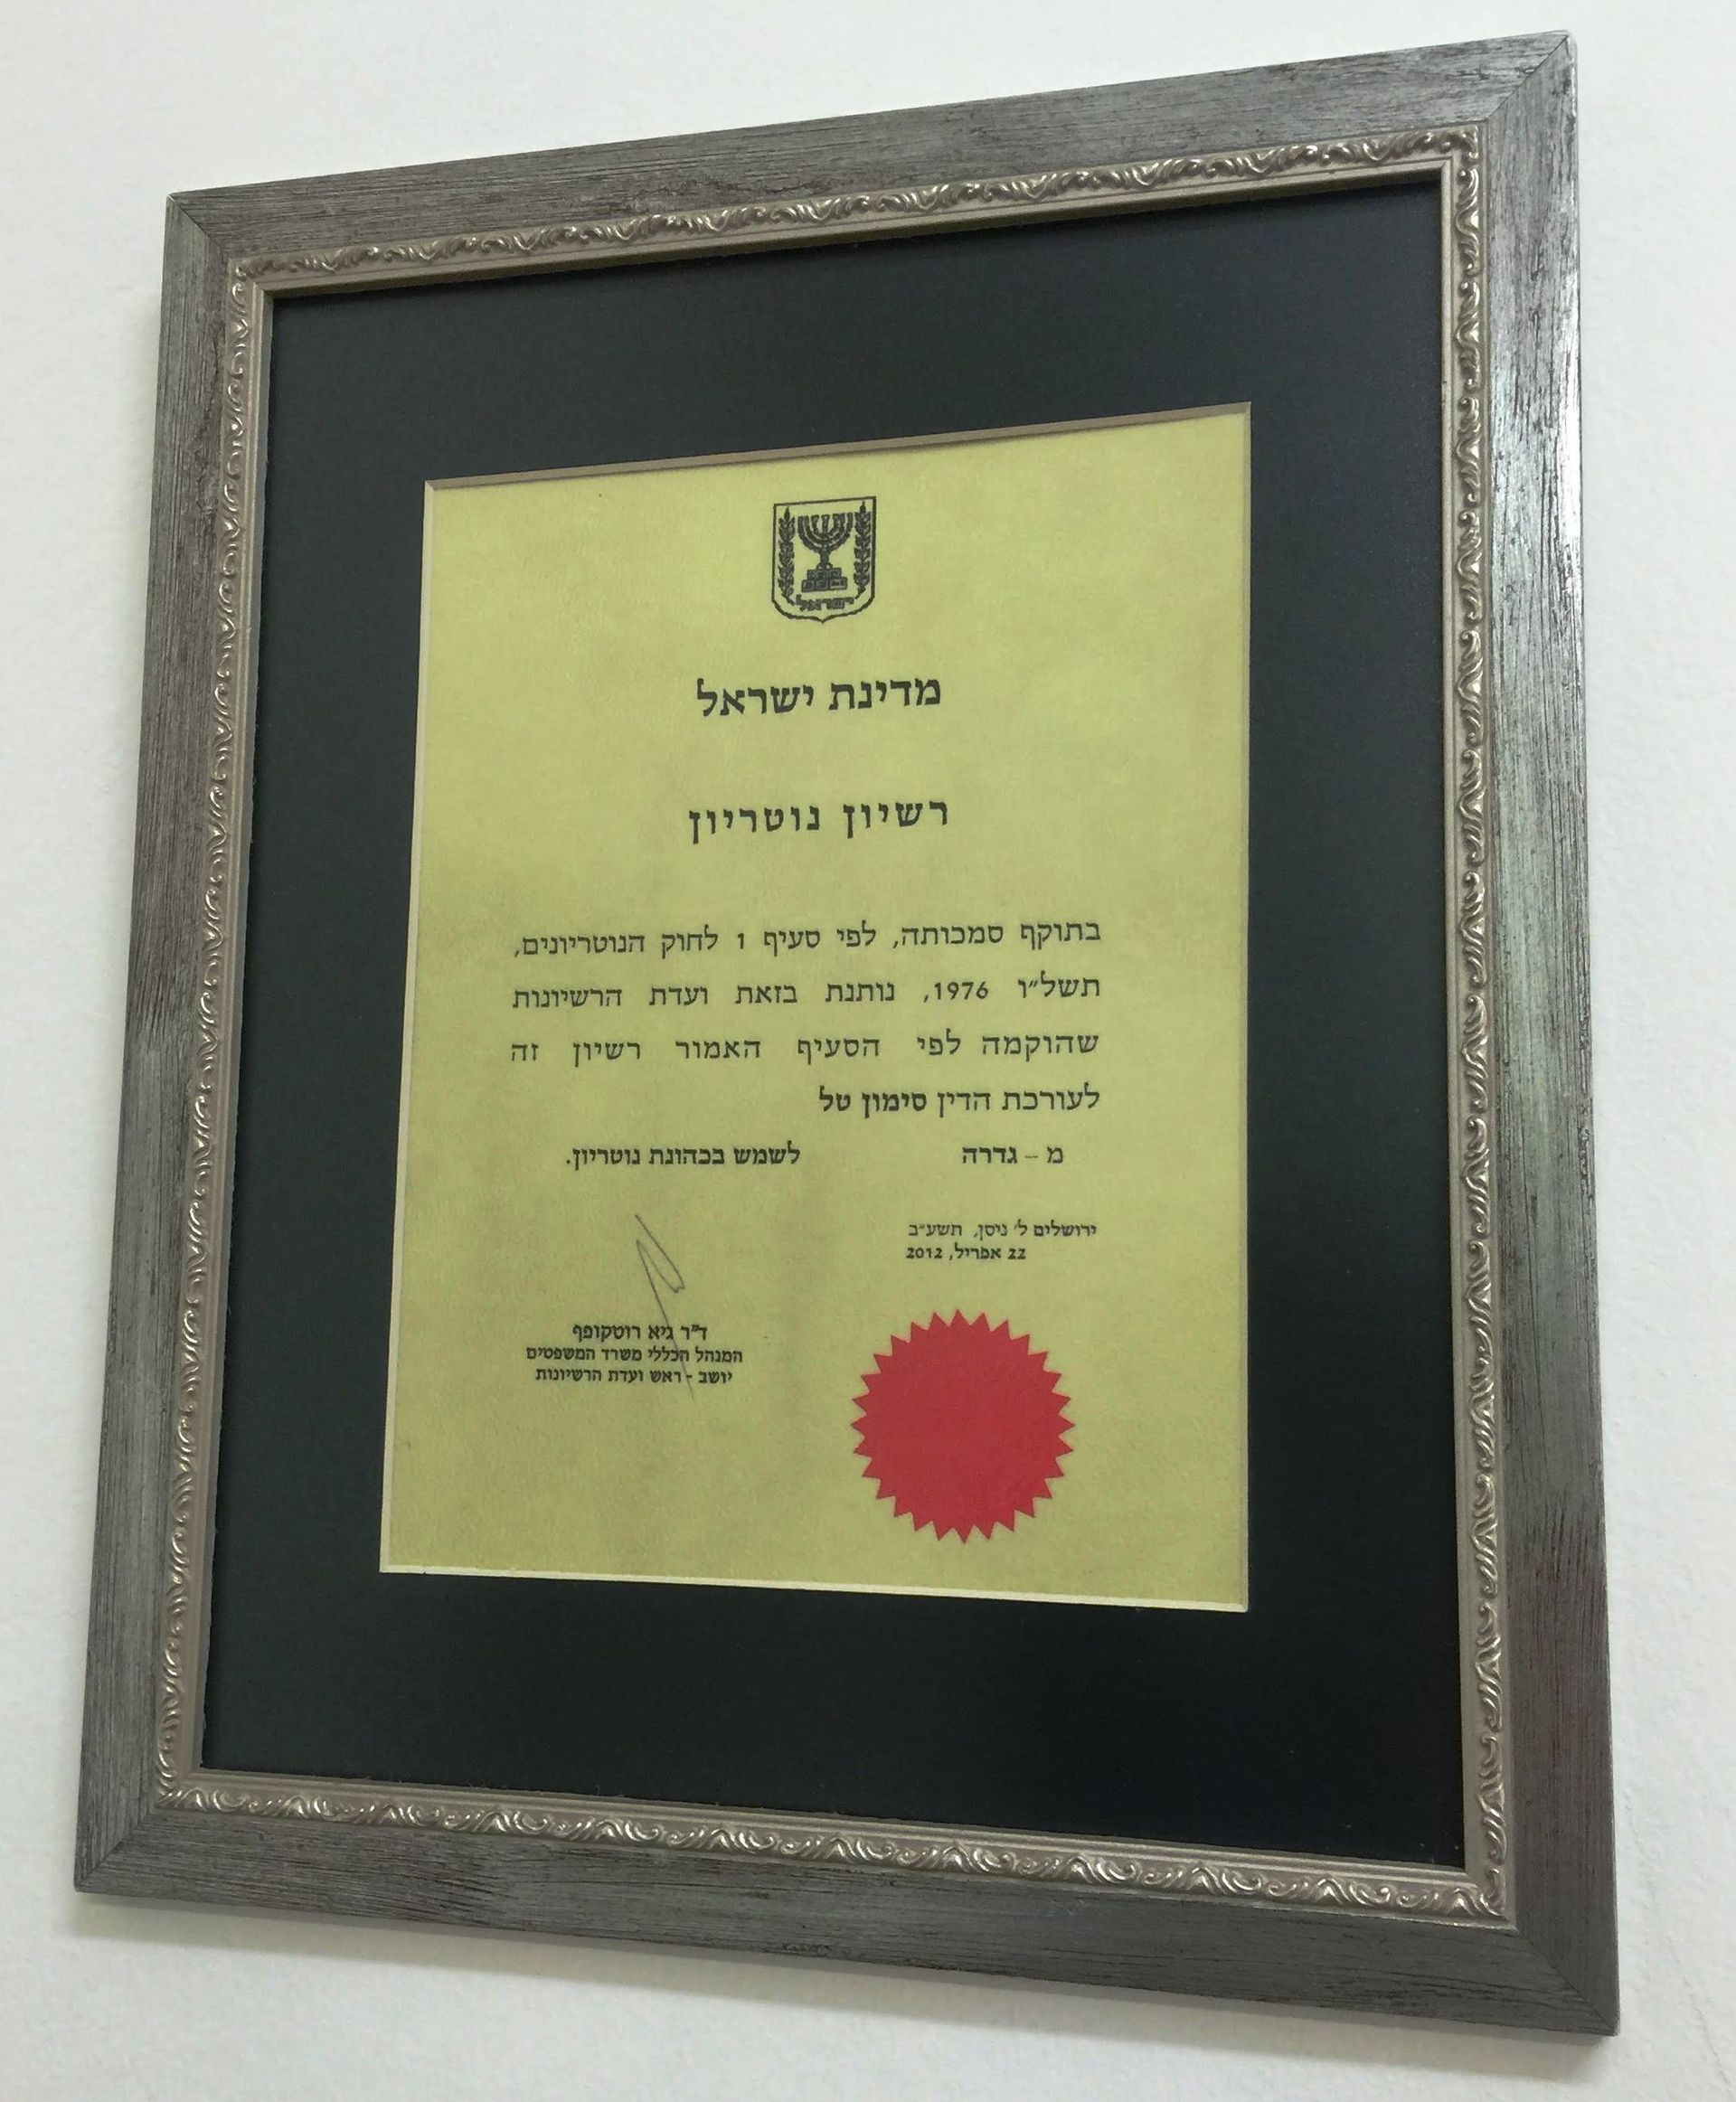 ישראל
מדינת ישראל
רשיון נוטריון
בתוקף סמכותה, לפי סעיף 1 לחוק הנוטריונים,
תשל״ו 1976, נותנת בזאת ועדת הרשיונות
שהוקמה לפי הסעיף האמור רשיון זה
לעורכת הדין סימון טל
מ – גדרה לשמש בכהונת נוטריון.
ירושלים ל׳ ניסן, תשע״ב
22 אפריל, 2012
ד״ר גיא רוטקופף
המנהל הכללי משרד המשפטים
יושב - ראש ועדת הרשיונות